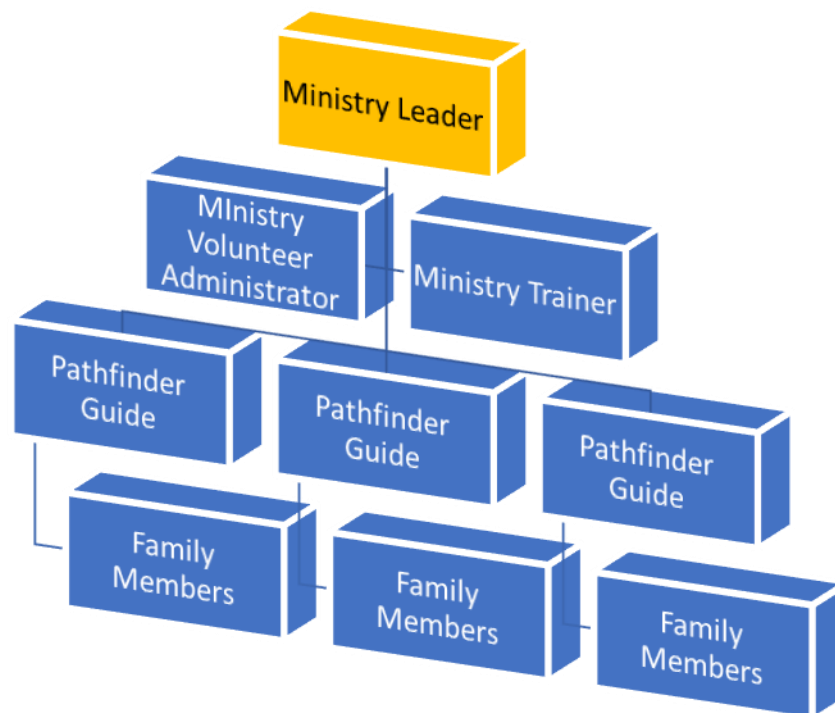 Ministry Leader
MInistry
Volunteer
Administrator
Ministry Trainer
Pathfinder
Guide
Pathfinder
Guide
Pathfinder
Guide
Family
Members
Family
Members
Family
Members